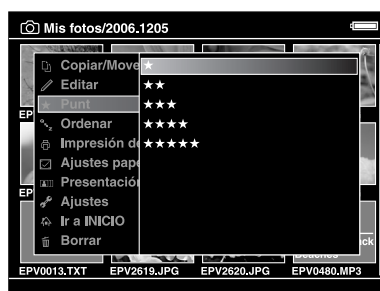 Mis fotos/2006.1205
Copiar/Move
★
Editar
★★
Punt
★★★
Ordenar
★★★★
Impresión de
★★★★★
Ajustes pape
Presentación
Ajustes
Ir a INICIO
Borrar
EP
EP
ck
EPV0013.TXT EPV2619.JPG EPV2620.JPG EPV0480.MP3